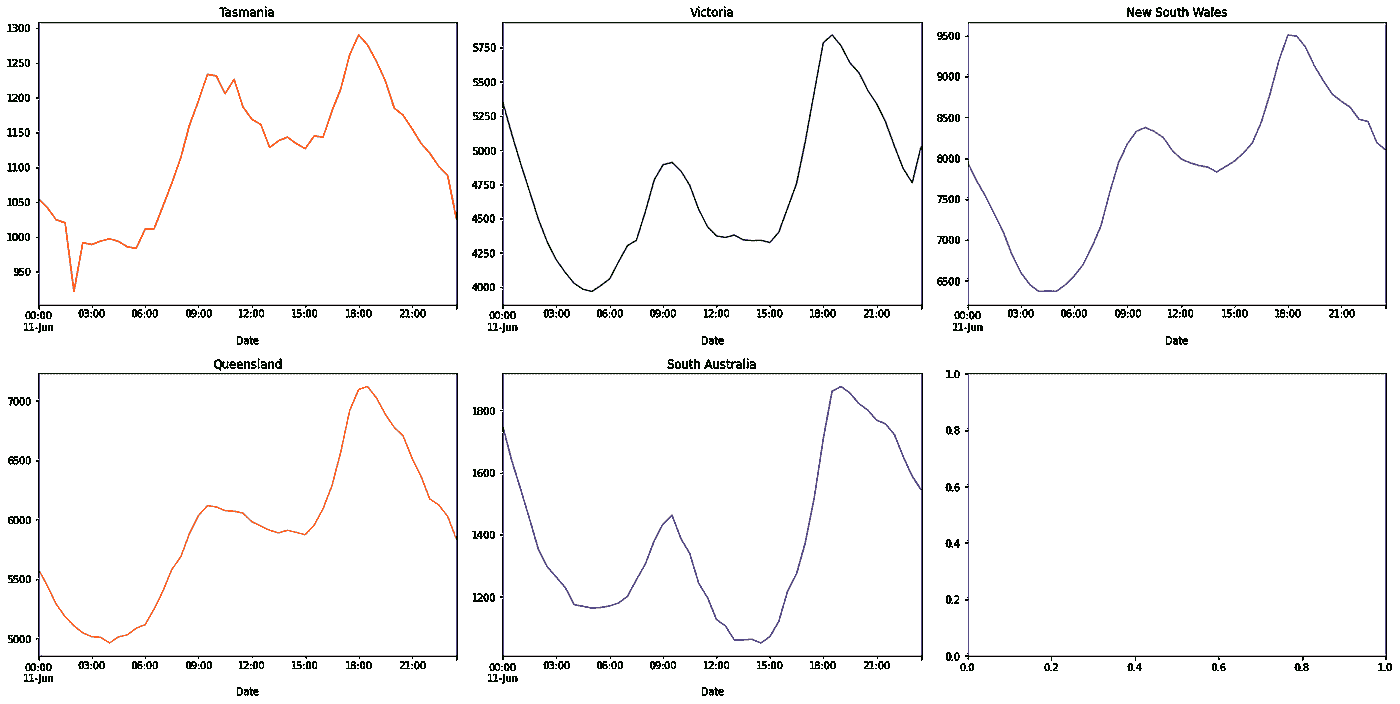 Tasmania
1300
1250
1200
1150
1100
1050
1000
950
00:00 03:00 06:00 09:00 12:00 15:00 18:00 21:00
11-Jun
Date
Victoria
5750
5500
5250
5000
4750
4500
4250
4000
00:00 03:00 06:00 09:00 12:00 15:00 18:00 21:00
11-Jun
Date
New South Wales
9500
9000
8500
8000
7500
7000
6500
00:00 03:00 06:00 09:00 12:00 15:00 18:00 21:00
11-Jun
Date
Queensland
7000
6500
6000
5500
5000
00:00 03:00 06:00 09:00 12:00 15:00 18:00 21:00
11-Jun
Date
South Australia
1800
1600
1400
1200
00:00 03:00 06:00 09:00 12:00 15:00 18:00 21:00
11-Jun
Date
1.0
0.8
0.6
0.4
0.2
0.0
0.0 0.2 0.4 0.6 0.8 1.0